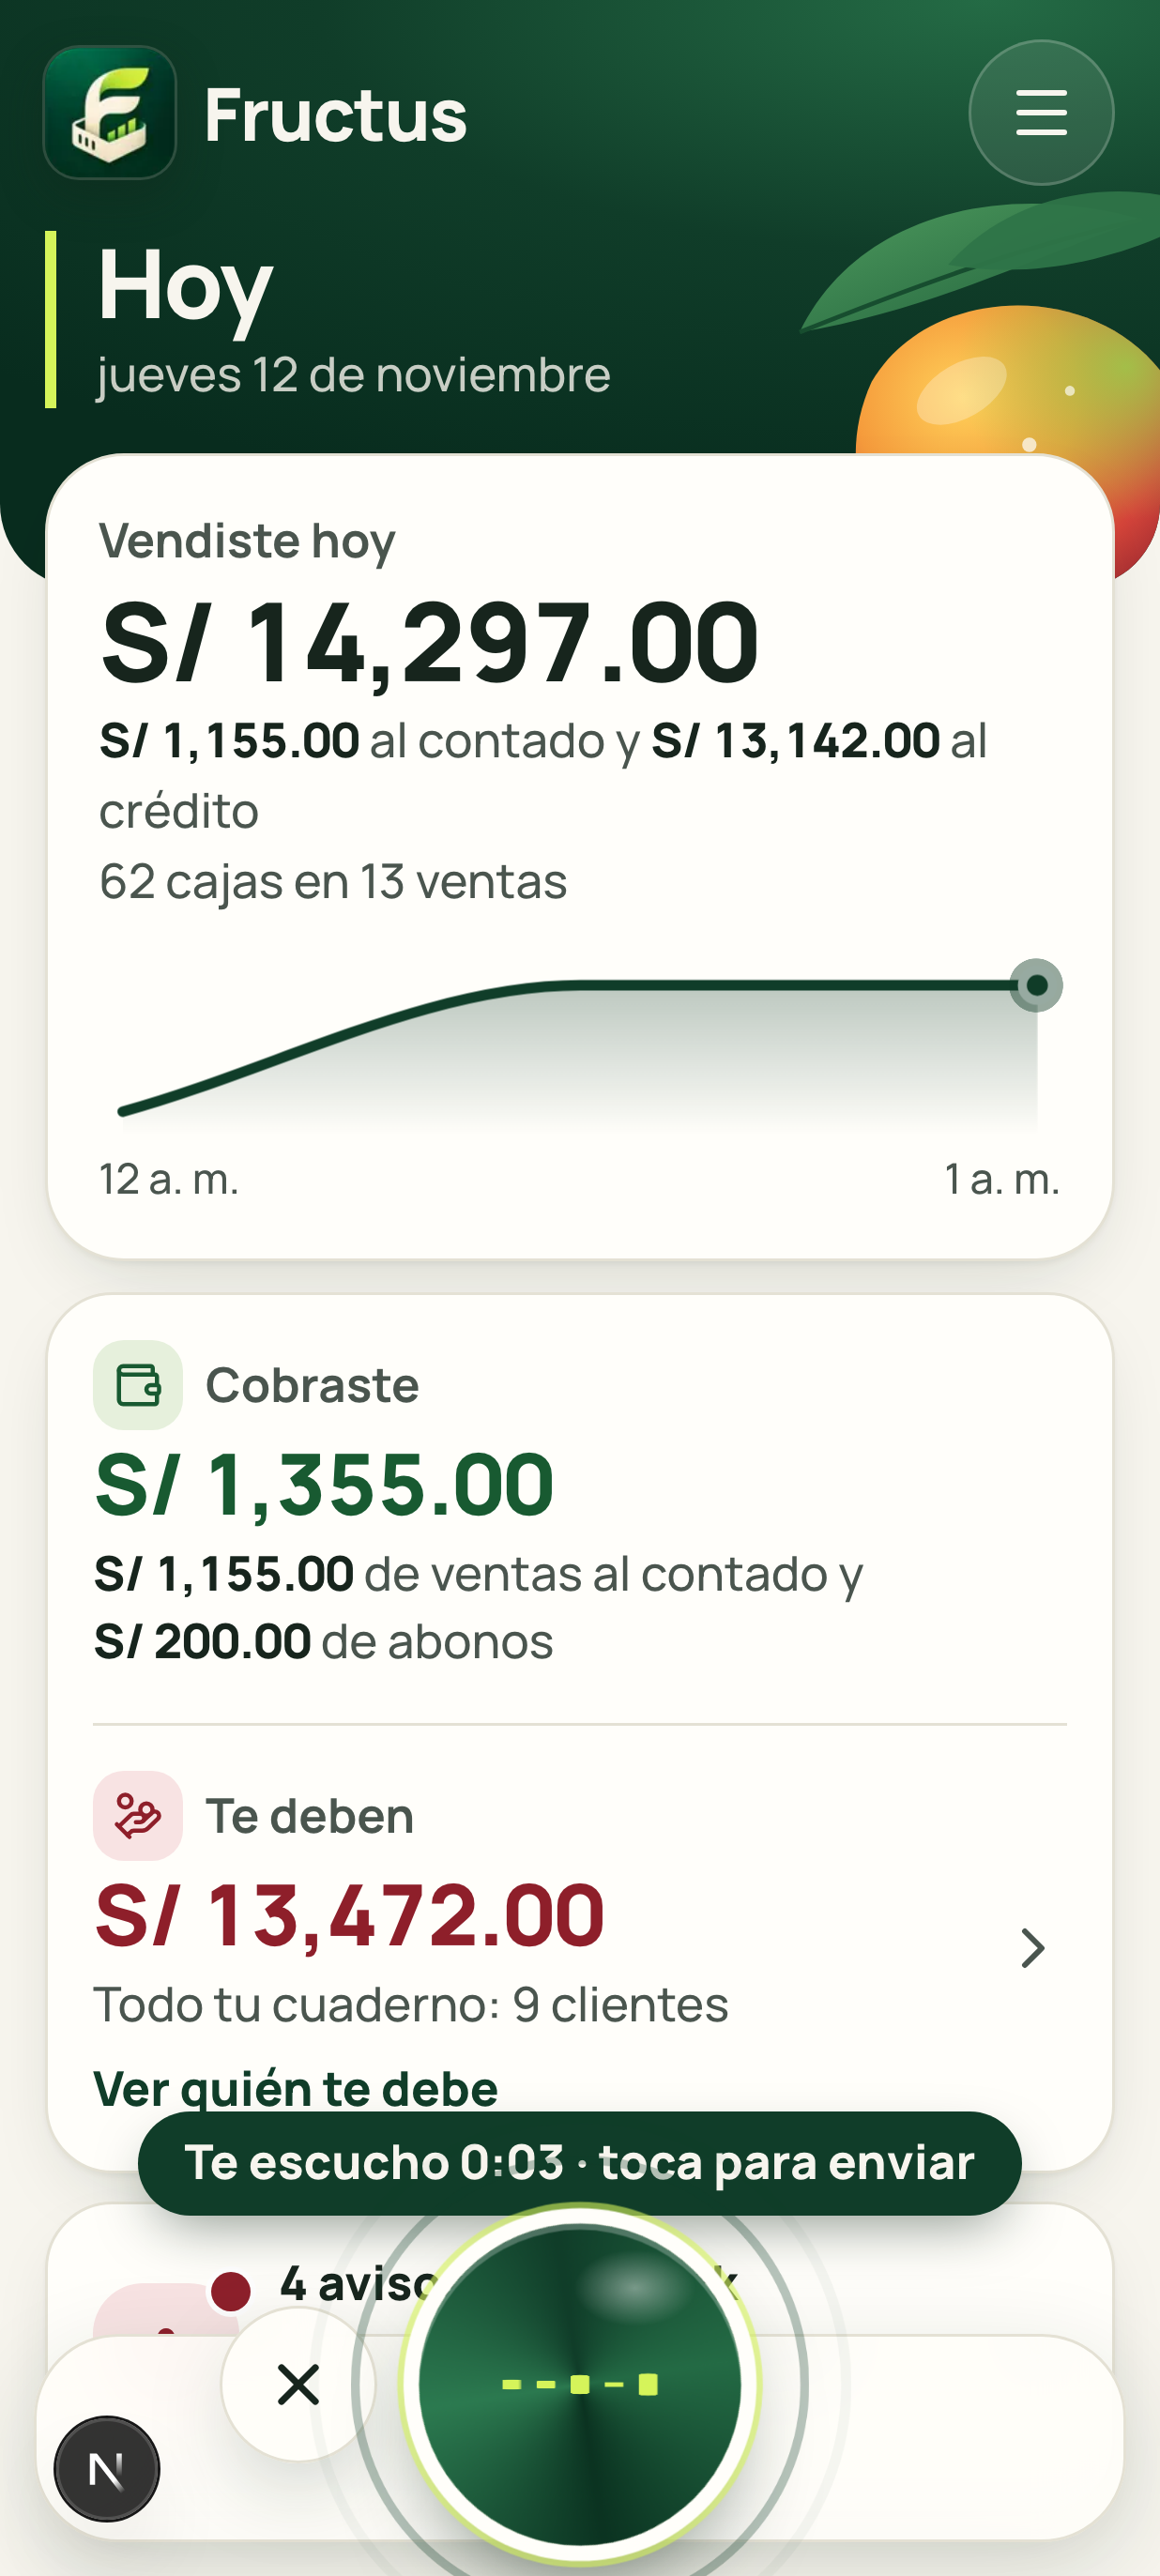 Fructus
Hoy
jueves 12 de noviembre
Vendiste hoy
S/ 14,297.00
S/ 1,155.00 al contado y S/ 13,142.00 al
crédito
62 cajas en 13 ventas
12 a. m.
1 a. m.
Cobraste
S/ 1,355.00
S/ 1,155.00 de ventas al contado y
S/ 200.00 de abonos
Te deben
S/ 13,472.00
Todo tu cuaderno: 9 clientes
Ver quién te debe
Te escucho 0:03 · toca para enviar
4
N